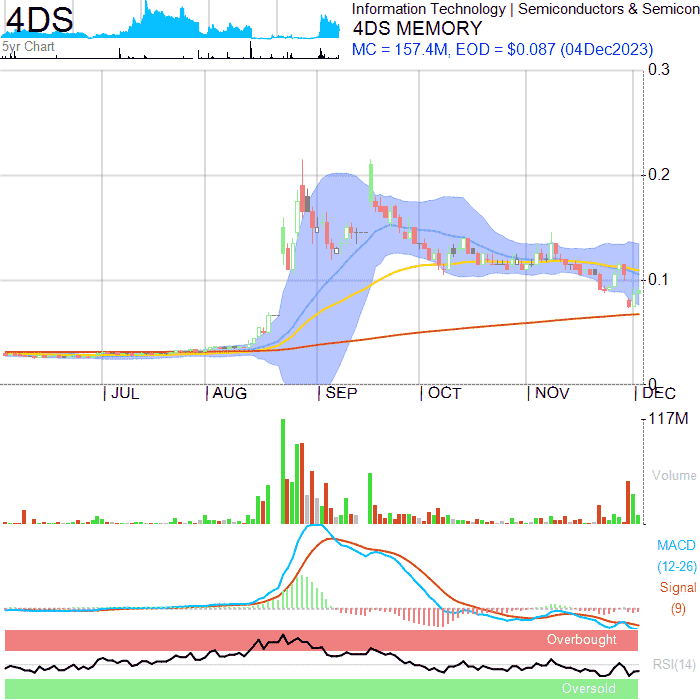 4DS
5yr Chart
Information Technology | Semiconductors & Semicon
4DS MEMORY
MC = 157.4M, EOD = $0.087 (04Dec2023)
0.3
0.2
0.1
0
JUL AUG SEP OCT NOV DEC
117M
Volume
MACD
(12-26)
Signal
(9)
Overbought
RSI(14)
Oversold